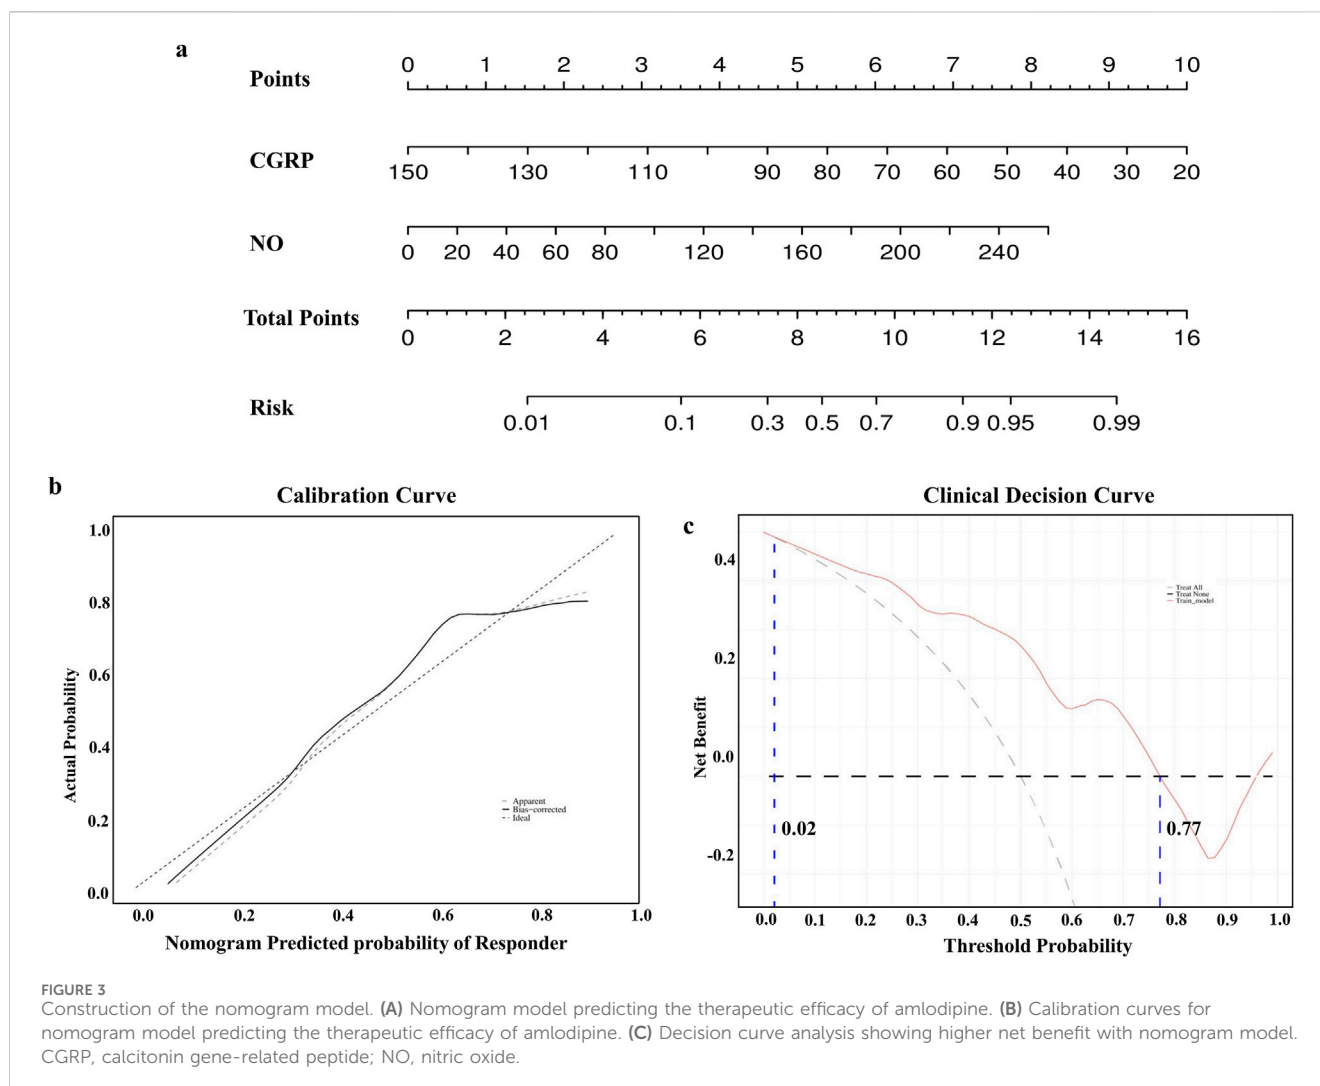 a
Points
0 1 2 3 4 5 6 7 8 9 10
CGRP
150 130 110 90 80 70 60 50 40 30 20
NO
0 20 40 60 80 120 160 200 240
Total Points
0 2 4 6 8 10 12 14 16
Risk
0.01 0.1 0.3 0.5 0.7 0.9 0.95 0.99
b
Calibration Curve
1.0
0.8
0.6
0.4
0.2
0.0
Actual Probability
Apparent
Bias-corrected
Ideal
0.0 0.2 0.4 0.6 0.8 1.0
Nomogram Predicted probability of Responder
c
Clinical Decision Curve
0.4
0.2
0.0
-0.2
Net Benefit
Treat All
Treat None
Train_model
0.02
0.77
0.0 0.1 0.2 0.3 0.4 0.5 0.6 0.7 0.8 0.9 1.0
Threshold Probability
FIGURE 3
Construction of the nomogram model. (A) Nomogram model predicting the therapeutic efficacy of amlodipine. (B) Calibration curves for
nomogram model predicting the therapeutic efficacy of amlodipine. (C) Decision curve analysis showing higher net benefit with nomogram model.
CGRP, calcitonin gene-related peptide; NO, nitric oxide.